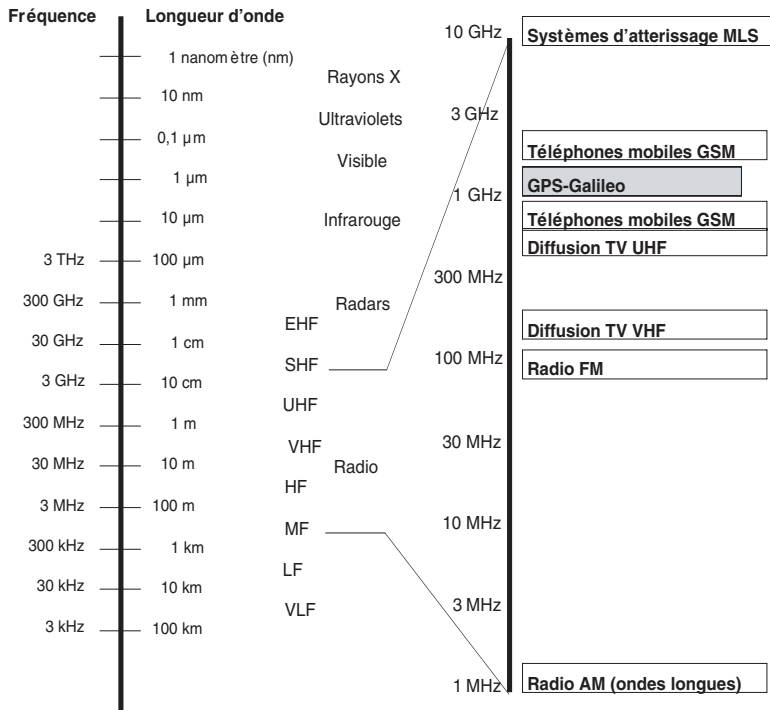 Fréquence
Longueur d'onde
1 nanom ètre (nm)
10 nm
0,1 µm
1 µm
10 µm
3 THz
100 µm
300 GHz
1 mm
30 GHz
1 cm
3 GHz
10 cm
300 MHz
1 m
30 MHz
10 m
3 MHz
100 m
300 kHz
1 km
30 kHz
10 km
3 kHz
100 km
Rayons X
Ultraviolets
Visible
Infrarouge
Radars
EHF
SHF
UHF
VHF
Radio
HF
MF
LF
VLF
10 GHz
3 GHz
1 GHz
300 MHz
100 MHz
30 MHz
10 MHz
3 MHz
1 MHz
Systèmes d'atterissage MLS
Téléphones mobiles GSM
GPS-Galileo
Téléphones mobiles GSM
Diffusion TV UHF
Diffusion TV VHF
Radio FM
Radio AM (ondes longues)